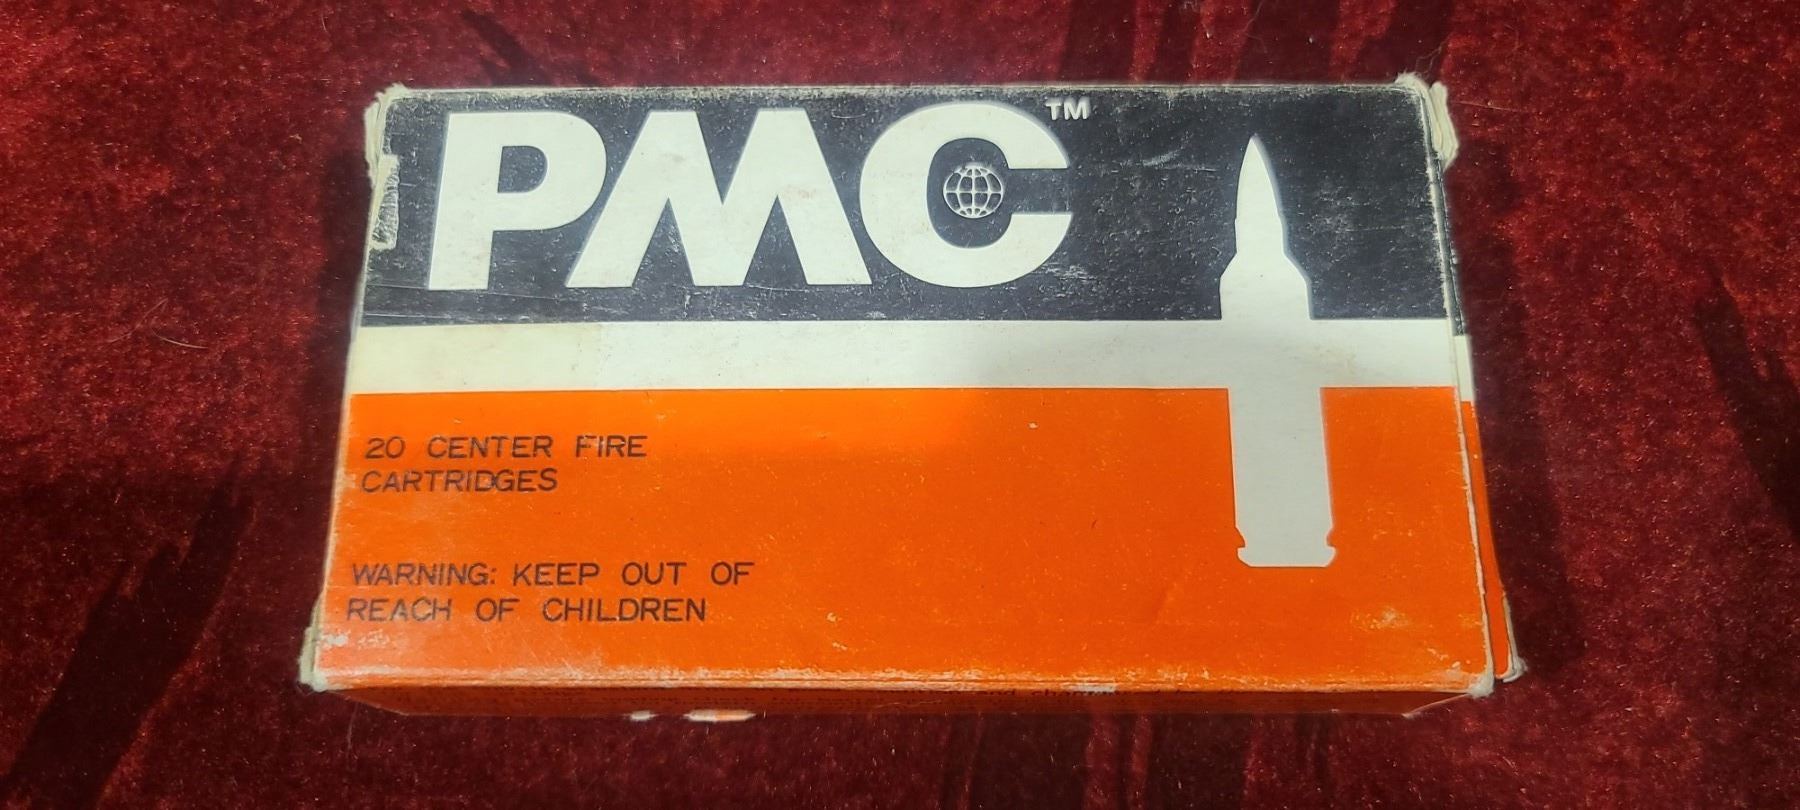 PMC™
20 CENTER FIRE
CARTRIDGES
WARNING: KEEP OUT OF
REACH OF CHILDREN